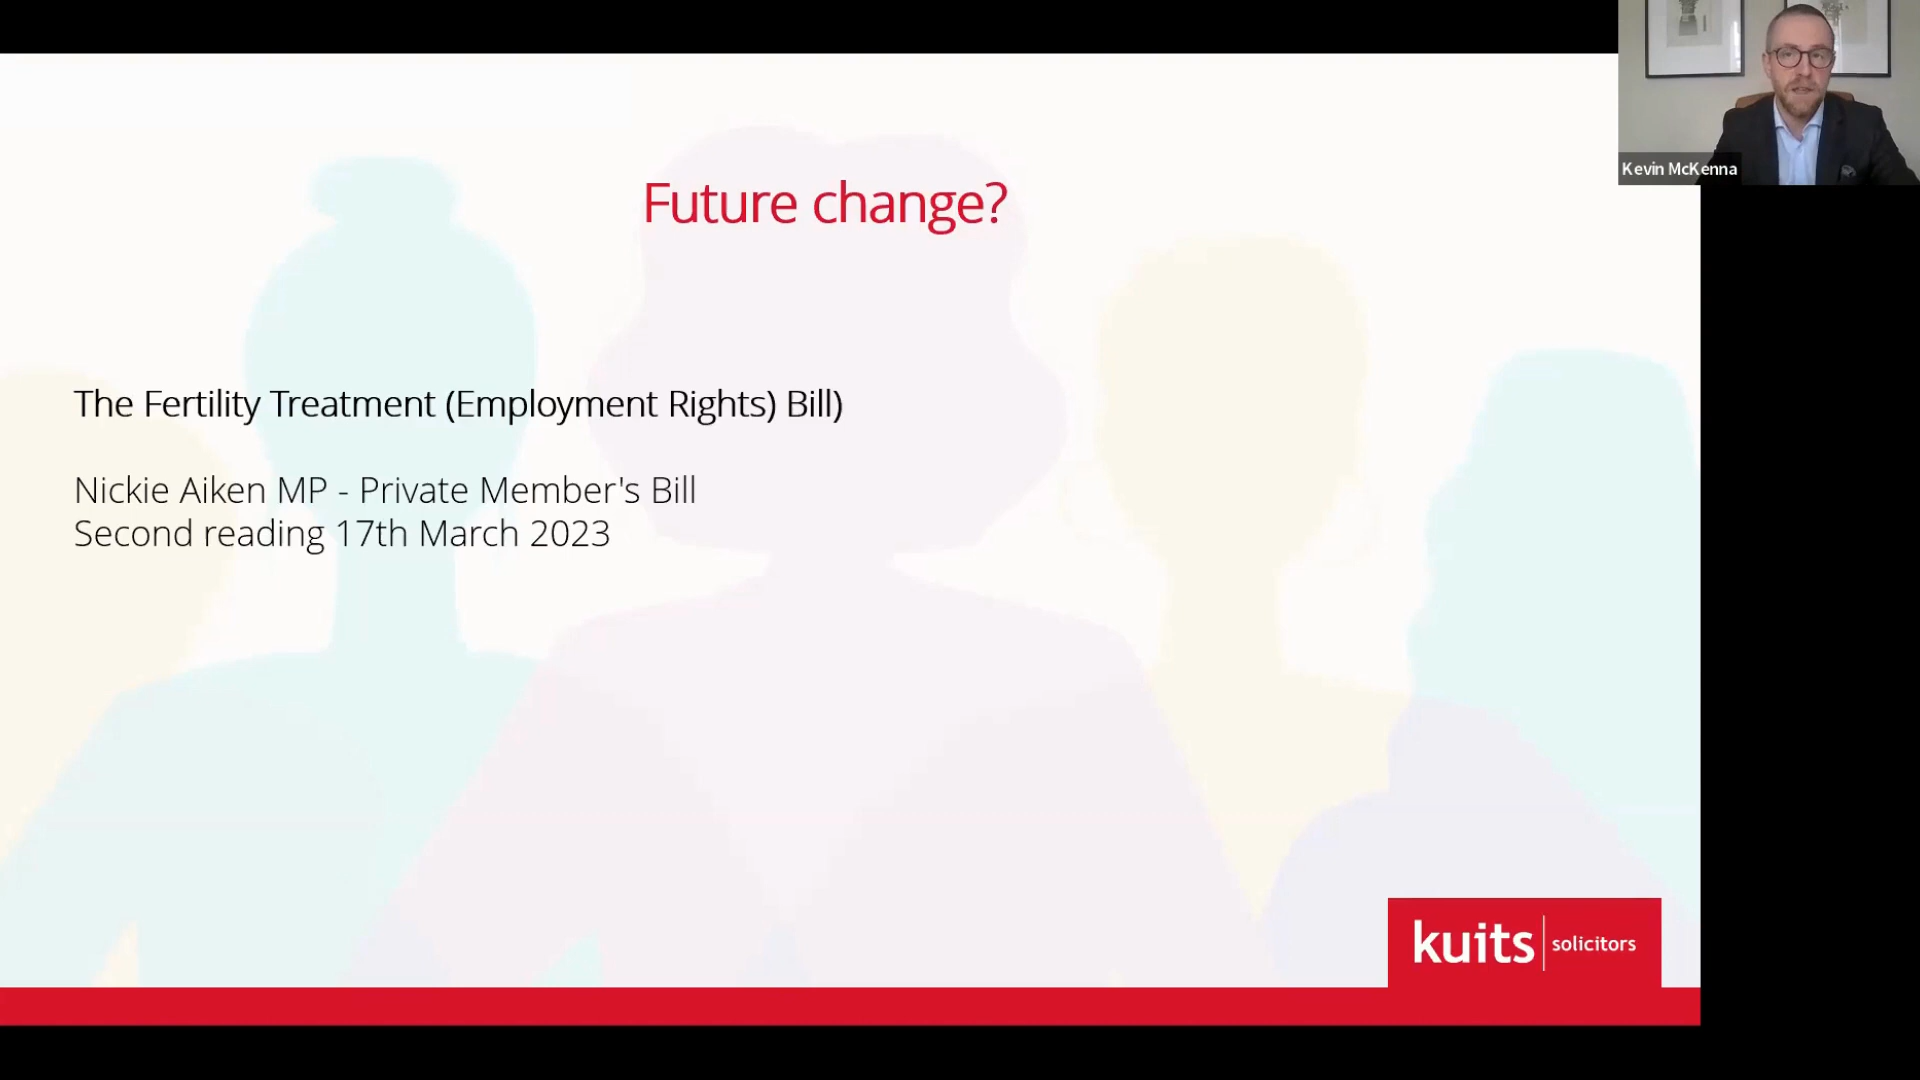 Kevin McKenna
Future change?
The Fertility Treatment (Employment Rights) Bill)
Nickie Aiken MP - Private Member's Bill
Second reading 17th March 2023
kuits solicitors